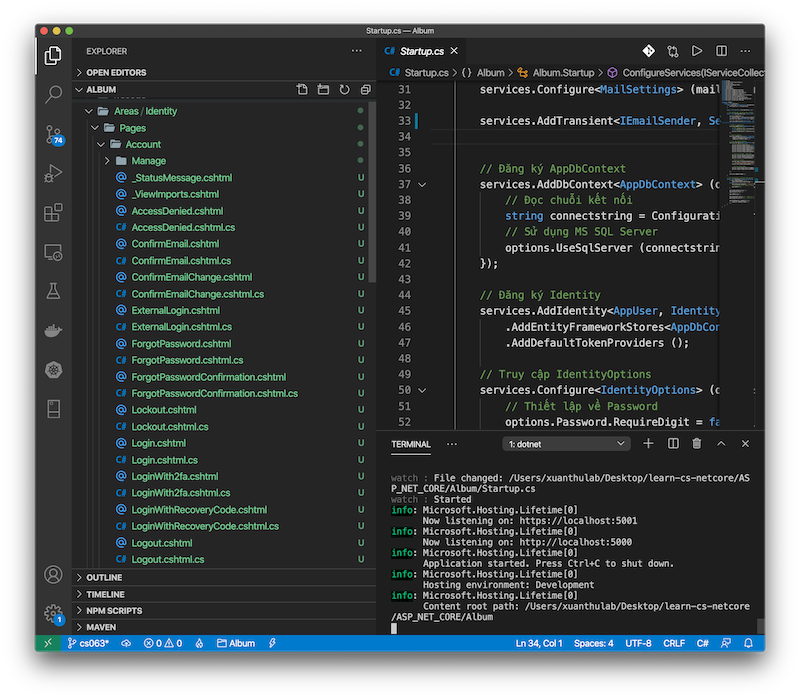 Startup.cs — Album
EXPLORER
OPEN EDITORS
ALBUM
Areas / Identity
Pages
Account
Manage
_StatusMessage.cshtml U
_ViewImports.cshtml U
AccessDenied.cshtml U
C# AccessDenied.cshtml.cs U
ConfirmEmail.cshtml U
C# ConfirmEmail.cshtml.cs U
ConfirmEmailChange.cshtml U
C# ConfirmEmailChange.cshtml.cs U
ExternalLogin.cshtml U
C# ExternalLogin.cshtml.cs U
ForgotPassword.cshtml U
C# ForgotPassword.cshtml.cs U
ForgotPasswordConfirmation.cshtml U
C# ForgotPasswordConfirmation.cshtml.cs U
Lockout.cshtml U
C# Lockout.cshtml.cs U
Login.cshtml U
C# Login.cshtml.cs U
LoginWith2fa.cshtml U
C# LoginWith2fa.cshtml.cs U
LoginWithRecoveryCode.cshtml U
C# LoginWithRecoveryCode.cshtml.cs U
Logout.cshtml U
C# Logout.cshtml.cs U
OUTLINE
TIMELINE
NPM SCRIPTS
MAVEN
74
1
C# Startup.cs
C# Startup.cs > {} Album > Album.Startup > ConfigureServices(IServiceCollect
31 services.Configure<MailSettings> (mail
32
33 services.AddTransient<IEmailSender, Se
34
35
36 // Đăng ký AppDbContext
37 services.AddDbContext<AppDbContext> (o
38 // Đọc chuỗi kết nối
39 string connectstring = Configurati
40 // Sử dụng MS SQL Server
41 options.UseSqlServer (connectstrin
42 });
43
44 // Đăng ký Identity
45 services.AddIdentity<AppUser, Identity
46 .AddEntityFrameworkStores<AppDbCon
47 .AddDefaultTokenProviders ();
48
49 // Truy cập IdentityOptions
50 services.Configure<IdentityOptions> (o
51 // Thiết lập về Password
52 options.Password.RequireDigit = fa
TERMINAL
1: dotnet
watch : File changed: /Users/xuanthulab/Desktop/learn-cs-netcore/AS
P_NET_CORE/Album/Startup.cs
watch : Started
info: Microsoft.Hosting.Lifetime[0]
Now listening on: https://localhost:5001
info: Microsoft.Hosting.Lifetime[0]
Now listening on: http://localhost:5000
info: Microsoft.Hosting.Lifetime[0]
Application started. Press Ctrl+C to shut down.
info: Microsoft.Hosting.Lifetime[0]
Hosting environment: Development
info: Microsoft.Hosting.Lifetime[0]
Content root path: /Users/xuanthulab/Desktop/learn-cs-netcore
/ASP_NET_CORE/Album
cs063* 0 0 Album Ln 34, Col 1 Spaces: 4 UTF-8 CRLF C#